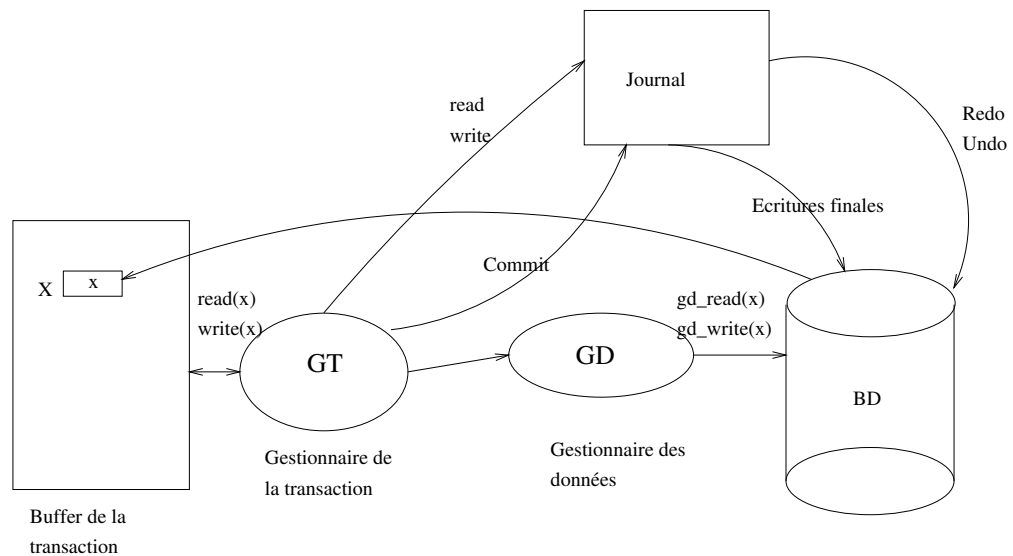 Journal
read
write
Redo
Undo
Ecritures finales
Commit
X
x
read(x)
write(x)
gd_read(x)
gd_write(x)
GT
GD
BD
Gestionnaire de
la transaction
Gestionnaire des
données
Buffer de la
transaction